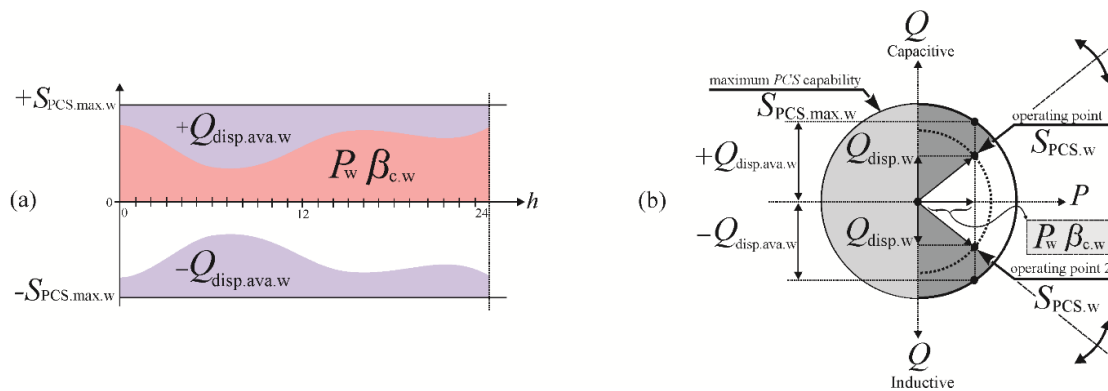 (a)
+S_PCS.max.w
+Q_disp.ava.w
P_w β_c.w
0
0
12
24
h
−Q_disp.ava.w
-S_PCS.max.w
(b)
Q
Capacitive
maximum PCS capability
S_PCS.max.w
operating point 1
S_PCS.w
+Q_disp.ava.w
Q_disp.w
P
P_w β_c.w
−Q_disp.ava.w
Q_disp.w
operating point 2
S_PCS.w
Q
Inductive